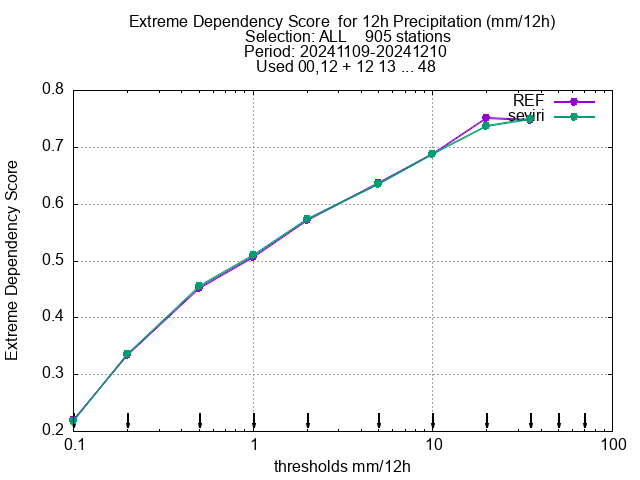 Extreme Dependency Score  for 12h Precipitation (mm/12h)
Selection: ALL    905 stations
Period: 20241109-20241210
Used 00,12 + 12 13 ... 48
REF
seviri
Extreme Dependency Score
0.8
0.7
0.6
0.5
0.4
0.3
0.2
0.1 1 10 100
thresholds mm/12h